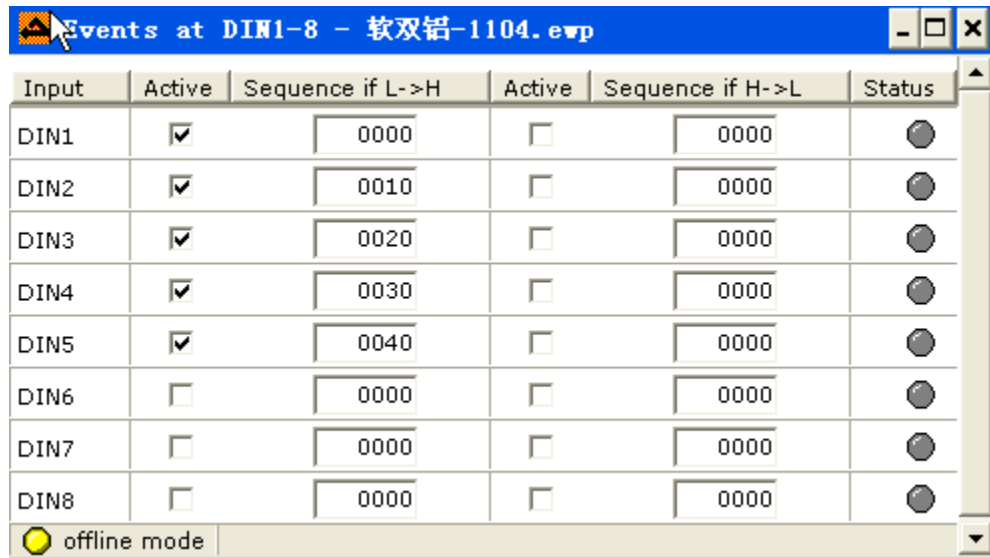 Events at DIN1-8 - 软双铝-1104.ewp
Input Active Sequence if L->H Active Sequence if H->L Status
DIN1 0000 0000
DIN2 0010 0000
DIN3 0020 0000
DIN4 0030 0000
DIN5 0040 0000
DIN6 0000 0000
DIN7 0000 0000
DIN8 0000 0000
offline mode